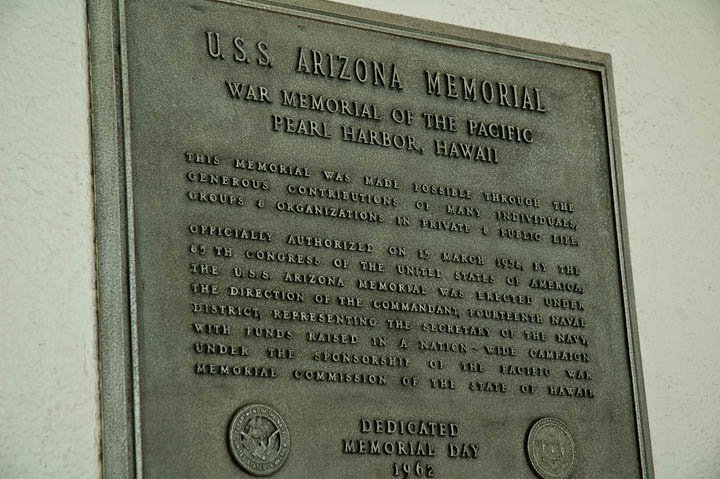 U.S.S. ARIZONA MEMORIAL
WAR MEMORIAL OF THE PACIFIC
PEARL HARBOR, HAWAII
THIS MEMORIAL WAS MADE POSSIBLE THROUGH THE
GENEROUS CONTRIBUTIONS OF MANY INDIVIDUALS,
GROUPS & ORGANIZATIONS IN PRIVATE & PUBLIC LIFE.
OFFICIALLY AUTHORIZED ON 15 MARCH 1958, BY THE
85TH CONGRESS OF THE UNITED STATES OF AMERICA,
THE U.S.S. ARIZONA MEMORIAL WAS ERECTED UNDER
THE DIRECTION OF THE COMMANDANT, FOURTEENTH NAVAL
DISTRICT, REPRESENTING THE SECRETARY OF THE NAVY,
WITH FUNDS RAISED IN A NATION-WIDE CAMPAIGN
UNDER THE SPONSORSHIP OF THE PACIFIC WAR
MEMORIAL COMMISSION OF THE STATE OF HAWAII.
DEDICATED
MEMORIAL DAY
1962